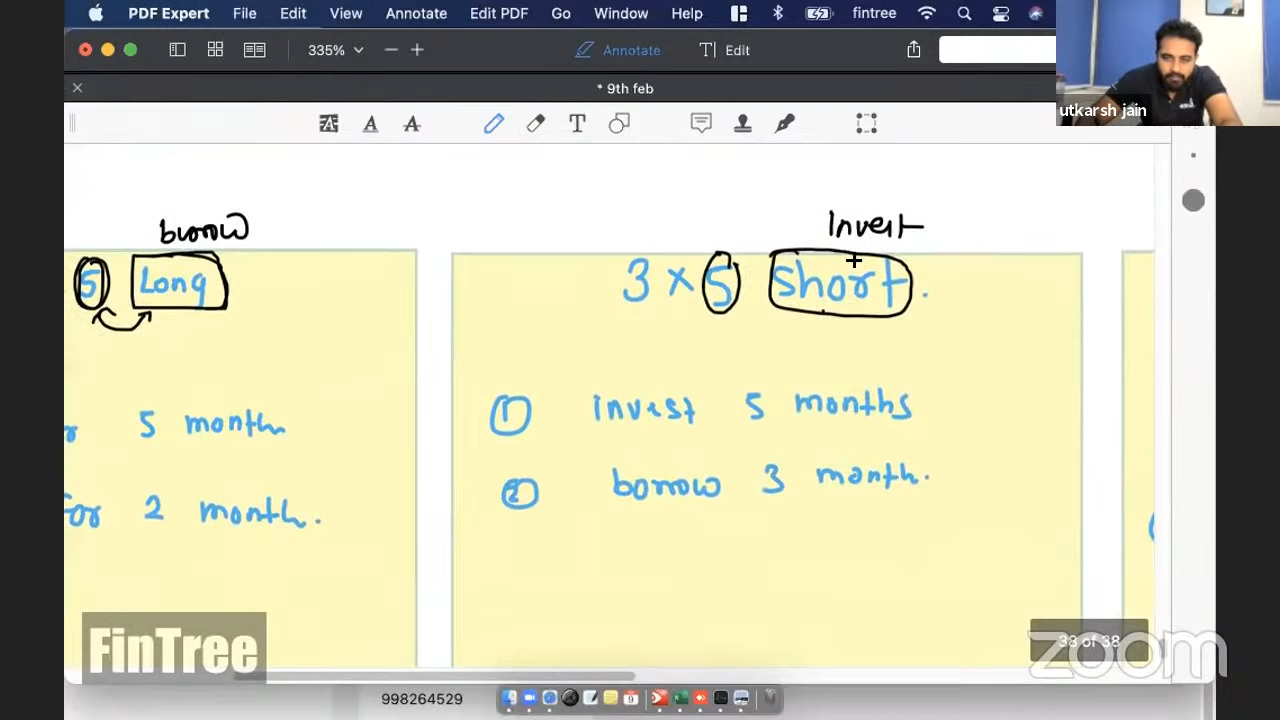 PDF Expert File Edit View Annotate Edit PDF Go Window Help fintree
335% Annotate T Edit
* 9th feb
utkarsh jain
borrow
5 Long
5 month
for 2 month.
Invest
3 × 5 short.
① invest 5 months
② borrow 3 month.
FinTree
38 of 38
zoom
998264529